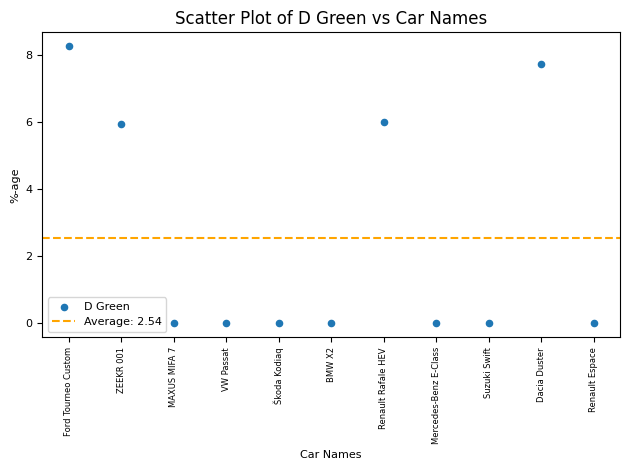 Scatter Plot of D Green vs Car Names
%-age
8
6
4
2
0
D Green
Average: 2.54
Ford Tourneo Custom
ZEEKR 001
MAXUS MIFA 7
VW Passat
Škoda Kodiaq
BMW X2
Renault Rafale HEV
Mercedes-Benz E-Class
Suzuki Swift
Dacia Duster
Renault Espace
Car Names